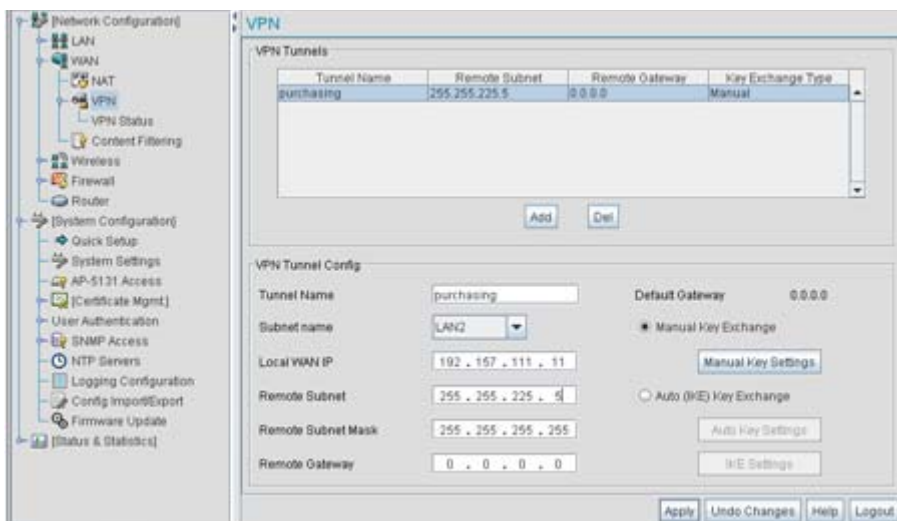 [Network Configuration]
LAN
WAN
NAT
VPN
VPN Status
Content Filtering
Wireless
Firewall
Router
[System Configuration]
Quick Setup
System Settings
AP-5131 Access
[Certificate Mgmt.]
User Authentication
SNMP Access
NTP Servers
Logging Configuration
Config Import/Export
Firmware Update
[Status & Statistics]
VPN
VPN Tunnels
Tunnel Name Remote Subnet Remote Gateway Key Exchange Type
purchasing 255.255.225.5 0.0.0.0 Manual
Add Del
VPN Tunnel Config
Tunnel Name purchasing Default Gateway 0.0.0.0
Subnet name LAN2 Manual Key Exchange
Local WAN IP 192 . 157 . 111 . 11 Manual Key Settings
Remote Subnet 255 . 255 . 225 . 5 Auto (IKE) Key Exchange
Remote Subnet Mask 255 . 255 . 255 . 255 Auto Key Settings
Remote Gateway 0 . 0 . 0 . 0 IKE Settings
Apply Undo Changes Help Logout